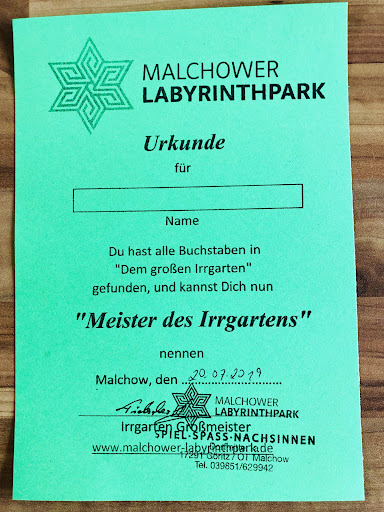 MALCHOWER
LABYRINTHPARK
Urkunde
für
Name
Du hast alle Buchstaben in
"Dem großen Irrgarten"
gefunden, und kannst Dich nun
"Meister des Irrgartens"
nennen
Malchow, den 20.07.2019
MALCHOWER
LABYRINTHPARK
Irrgarten Großmeister
SPIEL·SPASS·NACHSINNEN
www.malchower-labyrinthpark.de
17291 Göritz / OT Malchow
Tel. 039851/629942